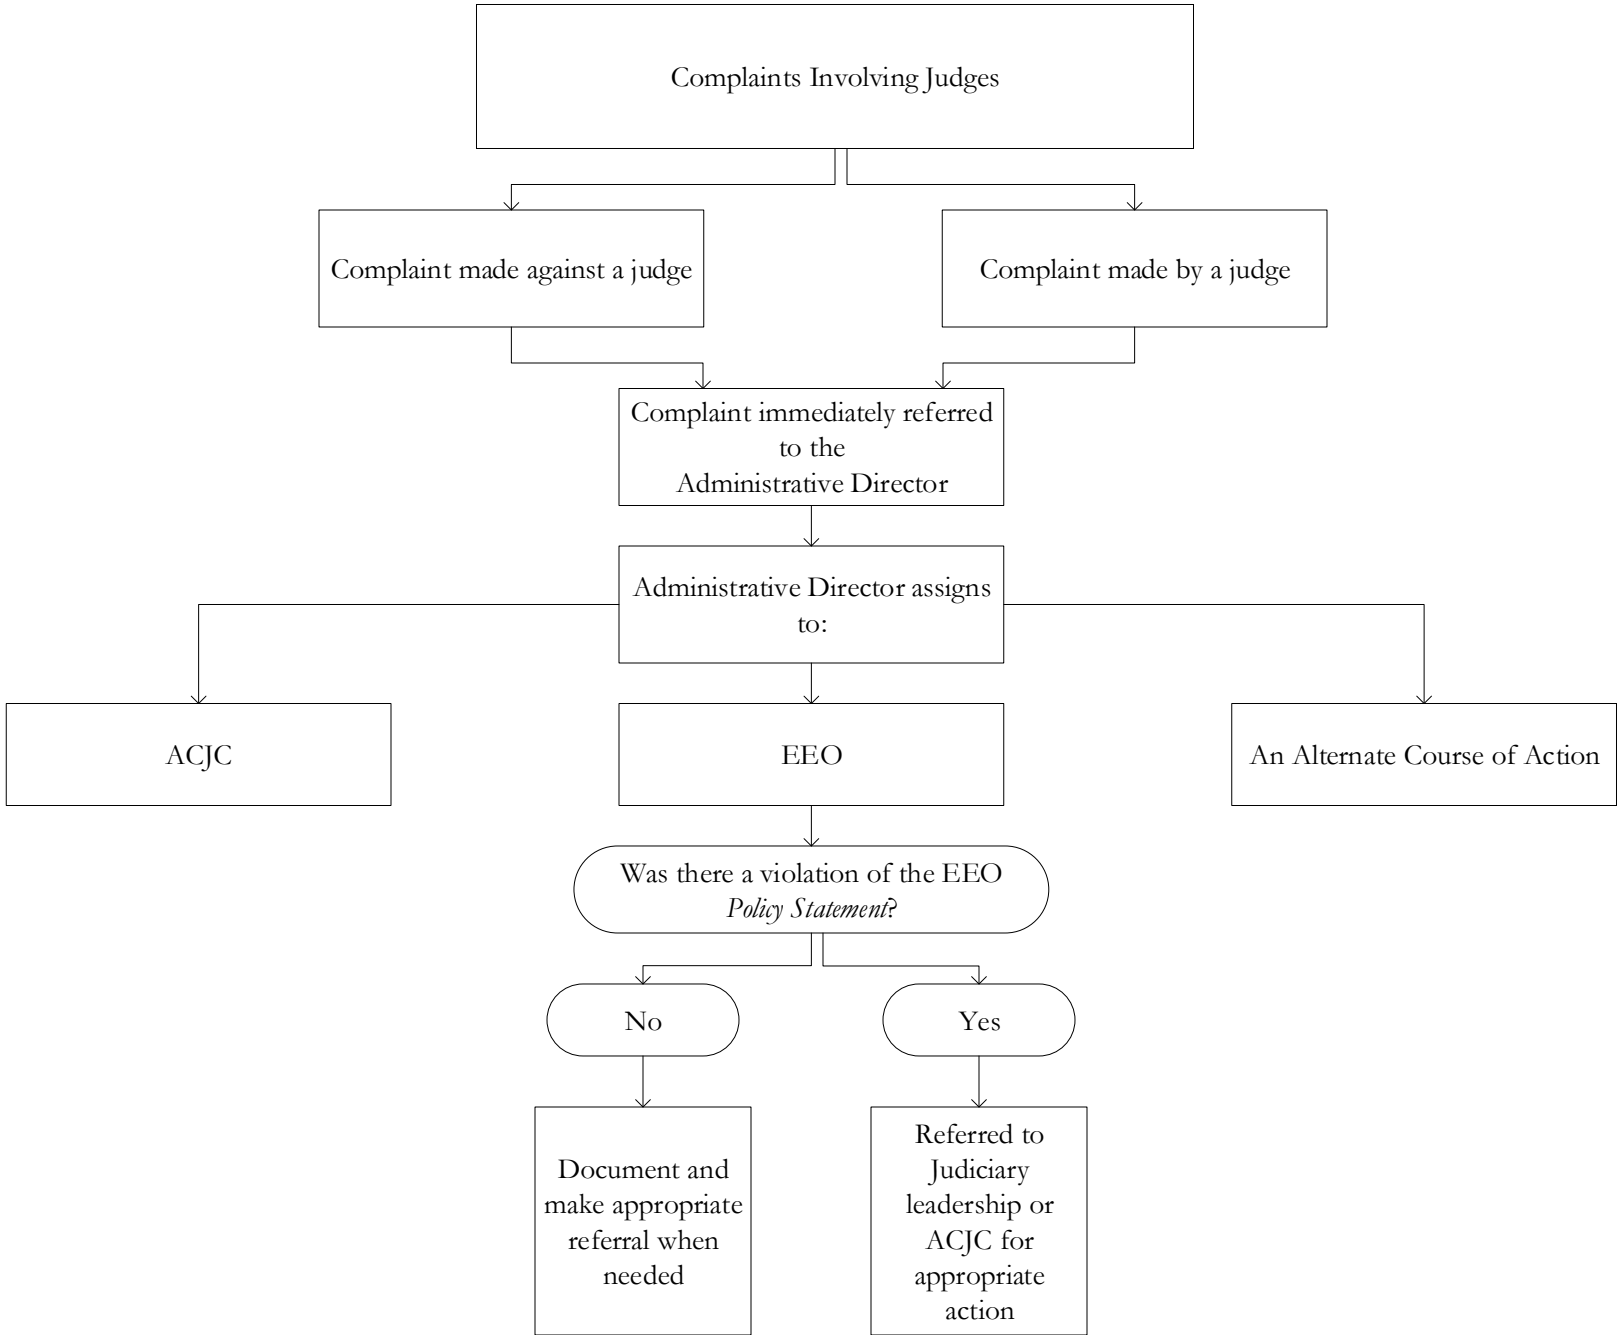 Complaints Involving Judges
Complaint made against a judge
Complaint made by a judge
Complaint immediately referred
to the
Administrative Director
Administrative Director assigns
to:
ACJC
EEO
An Alternate Course of Action
Was there a violation of the EEO
Policy Statement?
No
Yes
Document and
make appropriate
referral when
needed
Referred to
Judiciary
leadership or
ACJC for
appropriate
action